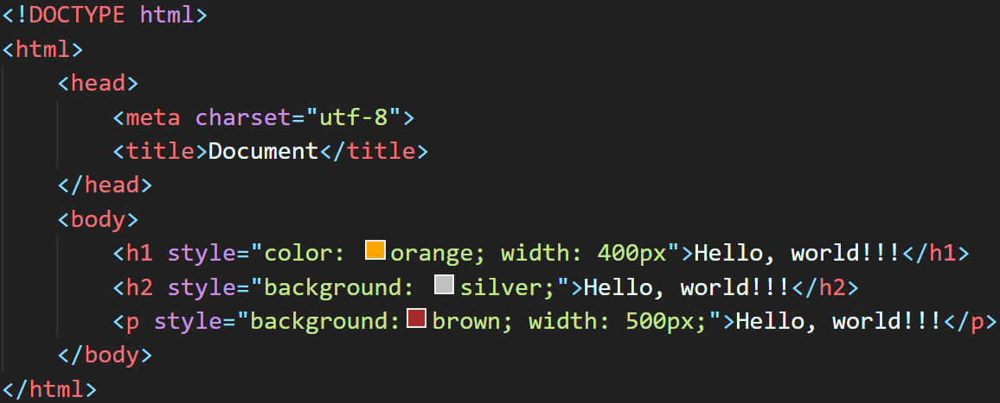 <!DOCTYPE html>
<html>
    <head>
        <meta charset="utf-8">
        <title>Document</title>
    </head>
    <body>
        <h1 style="color: orange; width: 400px">Hello, world!!!</h1>
        <h2 style="background: silver;">Hello, world!!!</h2>
        <p style="background:brown; width: 500px;">Hello, world!!!</p>
    </body>
</html>